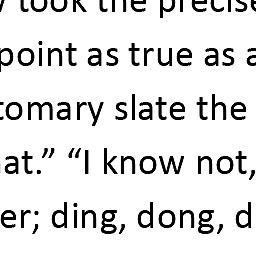 took the precise
point as true as a
tomary slate the
at.” “I know not,
er; ding, dong, d